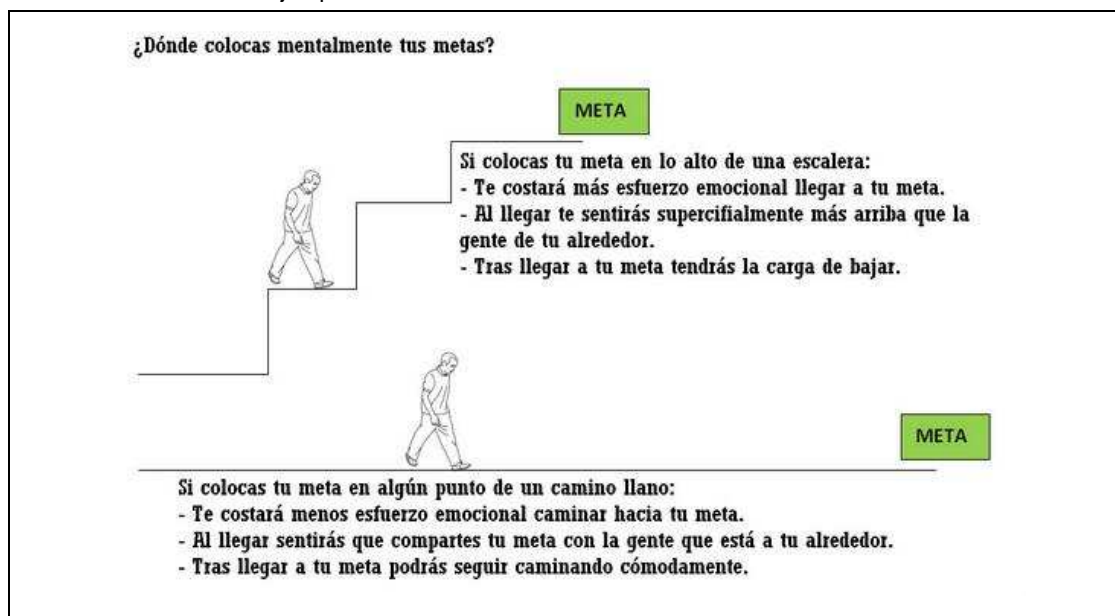 ¿Dónde colocas mentalmente tus metas?
META
Si colocas tu meta en lo alto de una escalera:
- Te costará más esfuerzo emocional llegar a tu meta.
- Al llegar te sentirás supercifialmente más arriba que la
gente de tu alrededor.
- Tras llegar a tu meta tendrás la carga de bajar.
META
Si colocas tu meta en algún punto de un camino llano:
- Te costará menos esfuerzo emocional caminar hacia tu meta.
- Al llegar sentirás que compartes tu meta con la gente que está a tu alrededor.
- Tras llegar a tu meta podrás seguir caminando cómodamente.